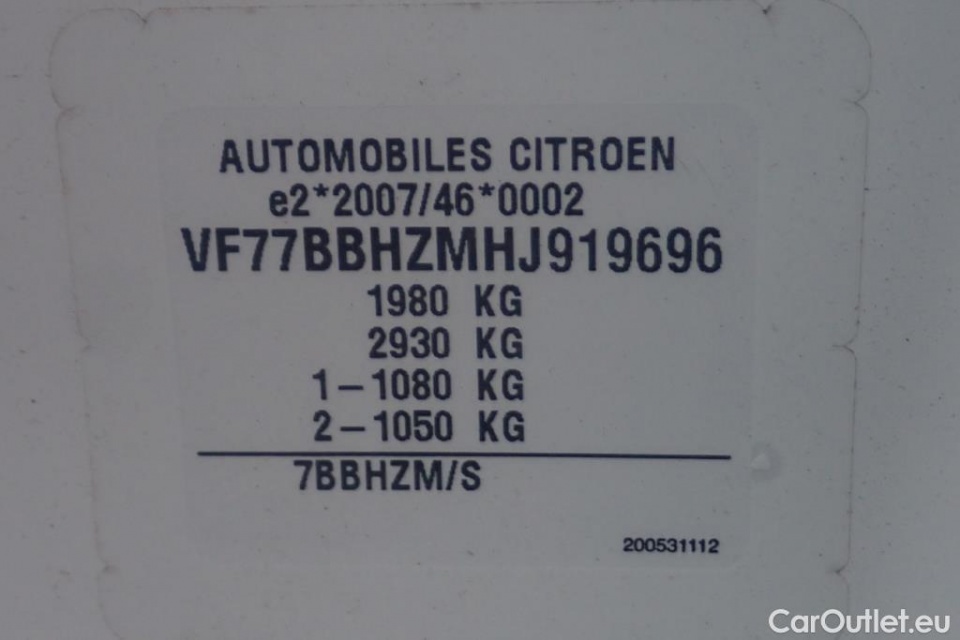 AUTOMOBILES CITROEN
e2*2007/46*0002
VF77BBHZMHJ919696
1980 KG
2930 KG
1-1080 KG
2-1050 KG
7BBHZM/S
200531112
CarOutlet.eu